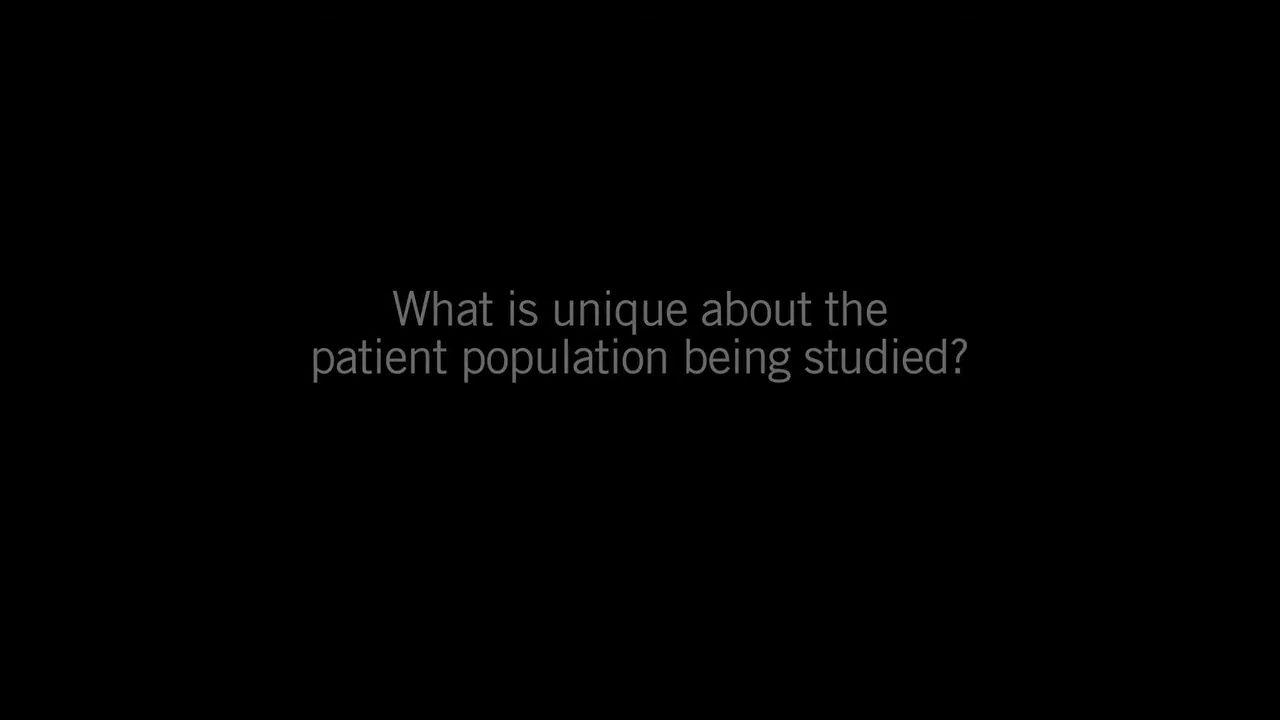 What is unique about the
patient population being studied?